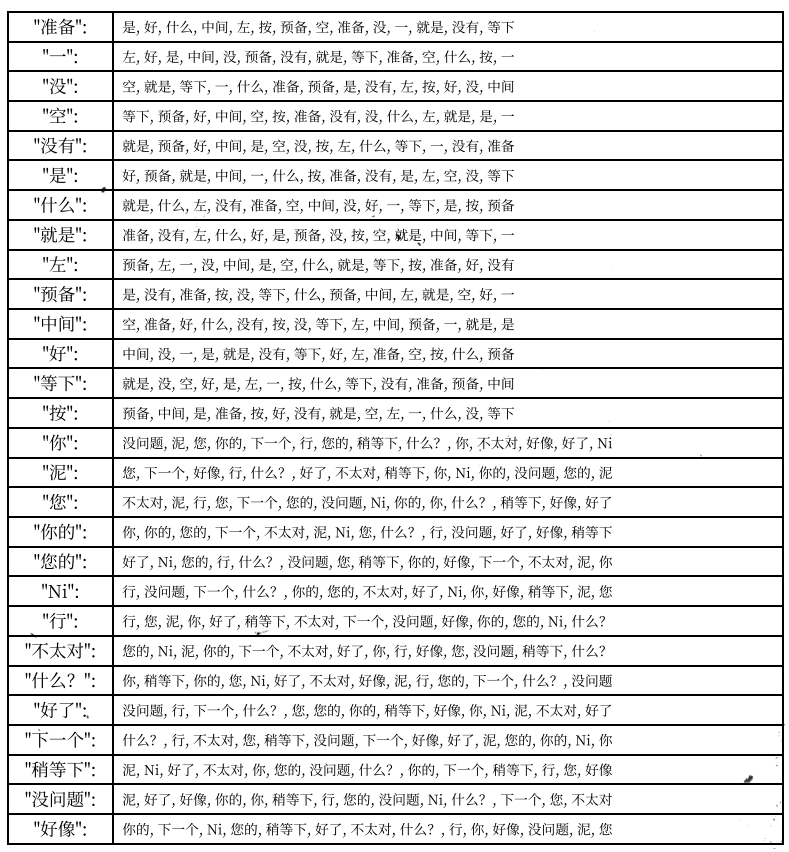 "准备": 是, 好, 什么, 中间, 左, 按, 预备, 空, 准备, 没, 一, 就是, 没有, 等下
"一": 左, 好, 是, 中间, 没, 预备, 没有, 就是, 等下, 准备, 空, 什么, 按, 一
"没": 空, 就是, 等下, 一, 什么, 准备, 预备, 是, 没有, 左, 按, 好, 没, 中间
"空": 等下, 预备, 好, 中间, 空, 按, 准备, 没有, 没, 什么, 左, 就是, 是, 一
"没有": 就是, 预备, 好, 中间, 是, 空, 没, 按, 左, 什么, 等下, 一, 没有, 准备
"是": 好, 预备, 就是, 中间, 一, 什么, 按, 准备, 没有, 是, 左, 空, 没, 等下
"什么": 就是, 什么, 左, 没有, 准备, 空, 中间, 没, 好, 一, 等下, 是, 按, 预备
"就是": 准备, 没有, 左, 什么, 好, 是, 预备, 没, 按, 空, 就是, 中间, 等下, 一
"左": 预备, 左, 一, 没, 中间, 是, 空, 什么, 就是, 等下, 按, 准备, 好, 没有
"预备": 是, 没有, 准备, 按, 没, 等下, 什么, 预备, 中间, 左, 就是, 空, 好, 一
"中间": 空, 准备, 好, 什么, 没有, 按, 没, 等下, 左, 中间, 预备, 一, 就是, 是
"好": 中间, 没, 一, 是, 就是, 没有, 等下, 好, 左, 准备, 空, 按, 什么, 预备
"等下": 就是, 没, 空, 好, 是, 左, 一, 按, 什么, 等下, 没有, 准备, 预备, 中间
"按": 预备, 中间, 是, 准备, 按, 好, 没有, 就是, 空, 左, 一, 什么, 没, 等下
"你": 没问题, 泥, 您, 你的, 下一个, 行, 您的, 稍等下, 什么？, 你, 不太对, 好像, 好了, Ni
"泥": 您, 下一个, 好像, 行, 什么？, 好了, 不太对, 稍等下, 你, Ni, 你的, 没问题, 您的, 泥
"您": 不太对, 泥, 行, 您, 下一个, 您的, 没问题, Ni, 你的, 你, 什么？, 稍等下, 好像, 好了
"你的": 你, 你的, 您的, 下一个, 不太对, 泥, Ni, 您, 什么？, 行, 没问题, 好了, 好像, 稍等下
"您的": 好了, Ni, 您的, 行, 什么？, 没问题, 您, 稍等下, 你的, 好像, 下一个, 不太对, 泥, 你
"Ni": 行, 没问题, 下一个, 什么？, 你的, 您的, 不太对, 好了, Ni, 你, 好像, 稍等下, 泥, 您
"行": 行, 您, 泥, 你, 好了, 稍等下, 不太对, 下一个, 没问题, 好像, 你的, 您的, Ni, 什么？
"不太对": 您的, Ni, 泥, 你的, 下一个, 不太对, 好了, 你, 行, 好像, 您, 没问题, 稍等下, 什么？
"什么？": 你, 稍等下, 你的, 您, Ni, 好了, 不太对, 好像, 泥, 行, 您的, 下一个, 什么？, 没问题
"好了": 没问题, 行, 下一个, 什么？, 您, 您的, 你的, 稍等下, 好像, 你, Ni, 泥, 不太对, 好了
"下一个": 什么？, 行, 不太对, 您, 稍等下, 没问题, 下一个, 好像, 好了, 泥, 您的, 你的, Ni, 你
"稍等下": 泥, Ni, 好了, 不太对, 你, 您的, 没问题, 什么？, 你的, 下一个, 稍等下, 行, 您, 好像
"没问题": 泥, 好了, 好像, 你的, 你, 稍等下, 行, 您的, 没问题, Ni, 什么？, 下一个, 您, 不太对
"好像": 你的, 下一个, Ni, 您的, 稍等下, 好了, 不太对, 什么？, 行, 你, 好像, 没问题, 泥, 您